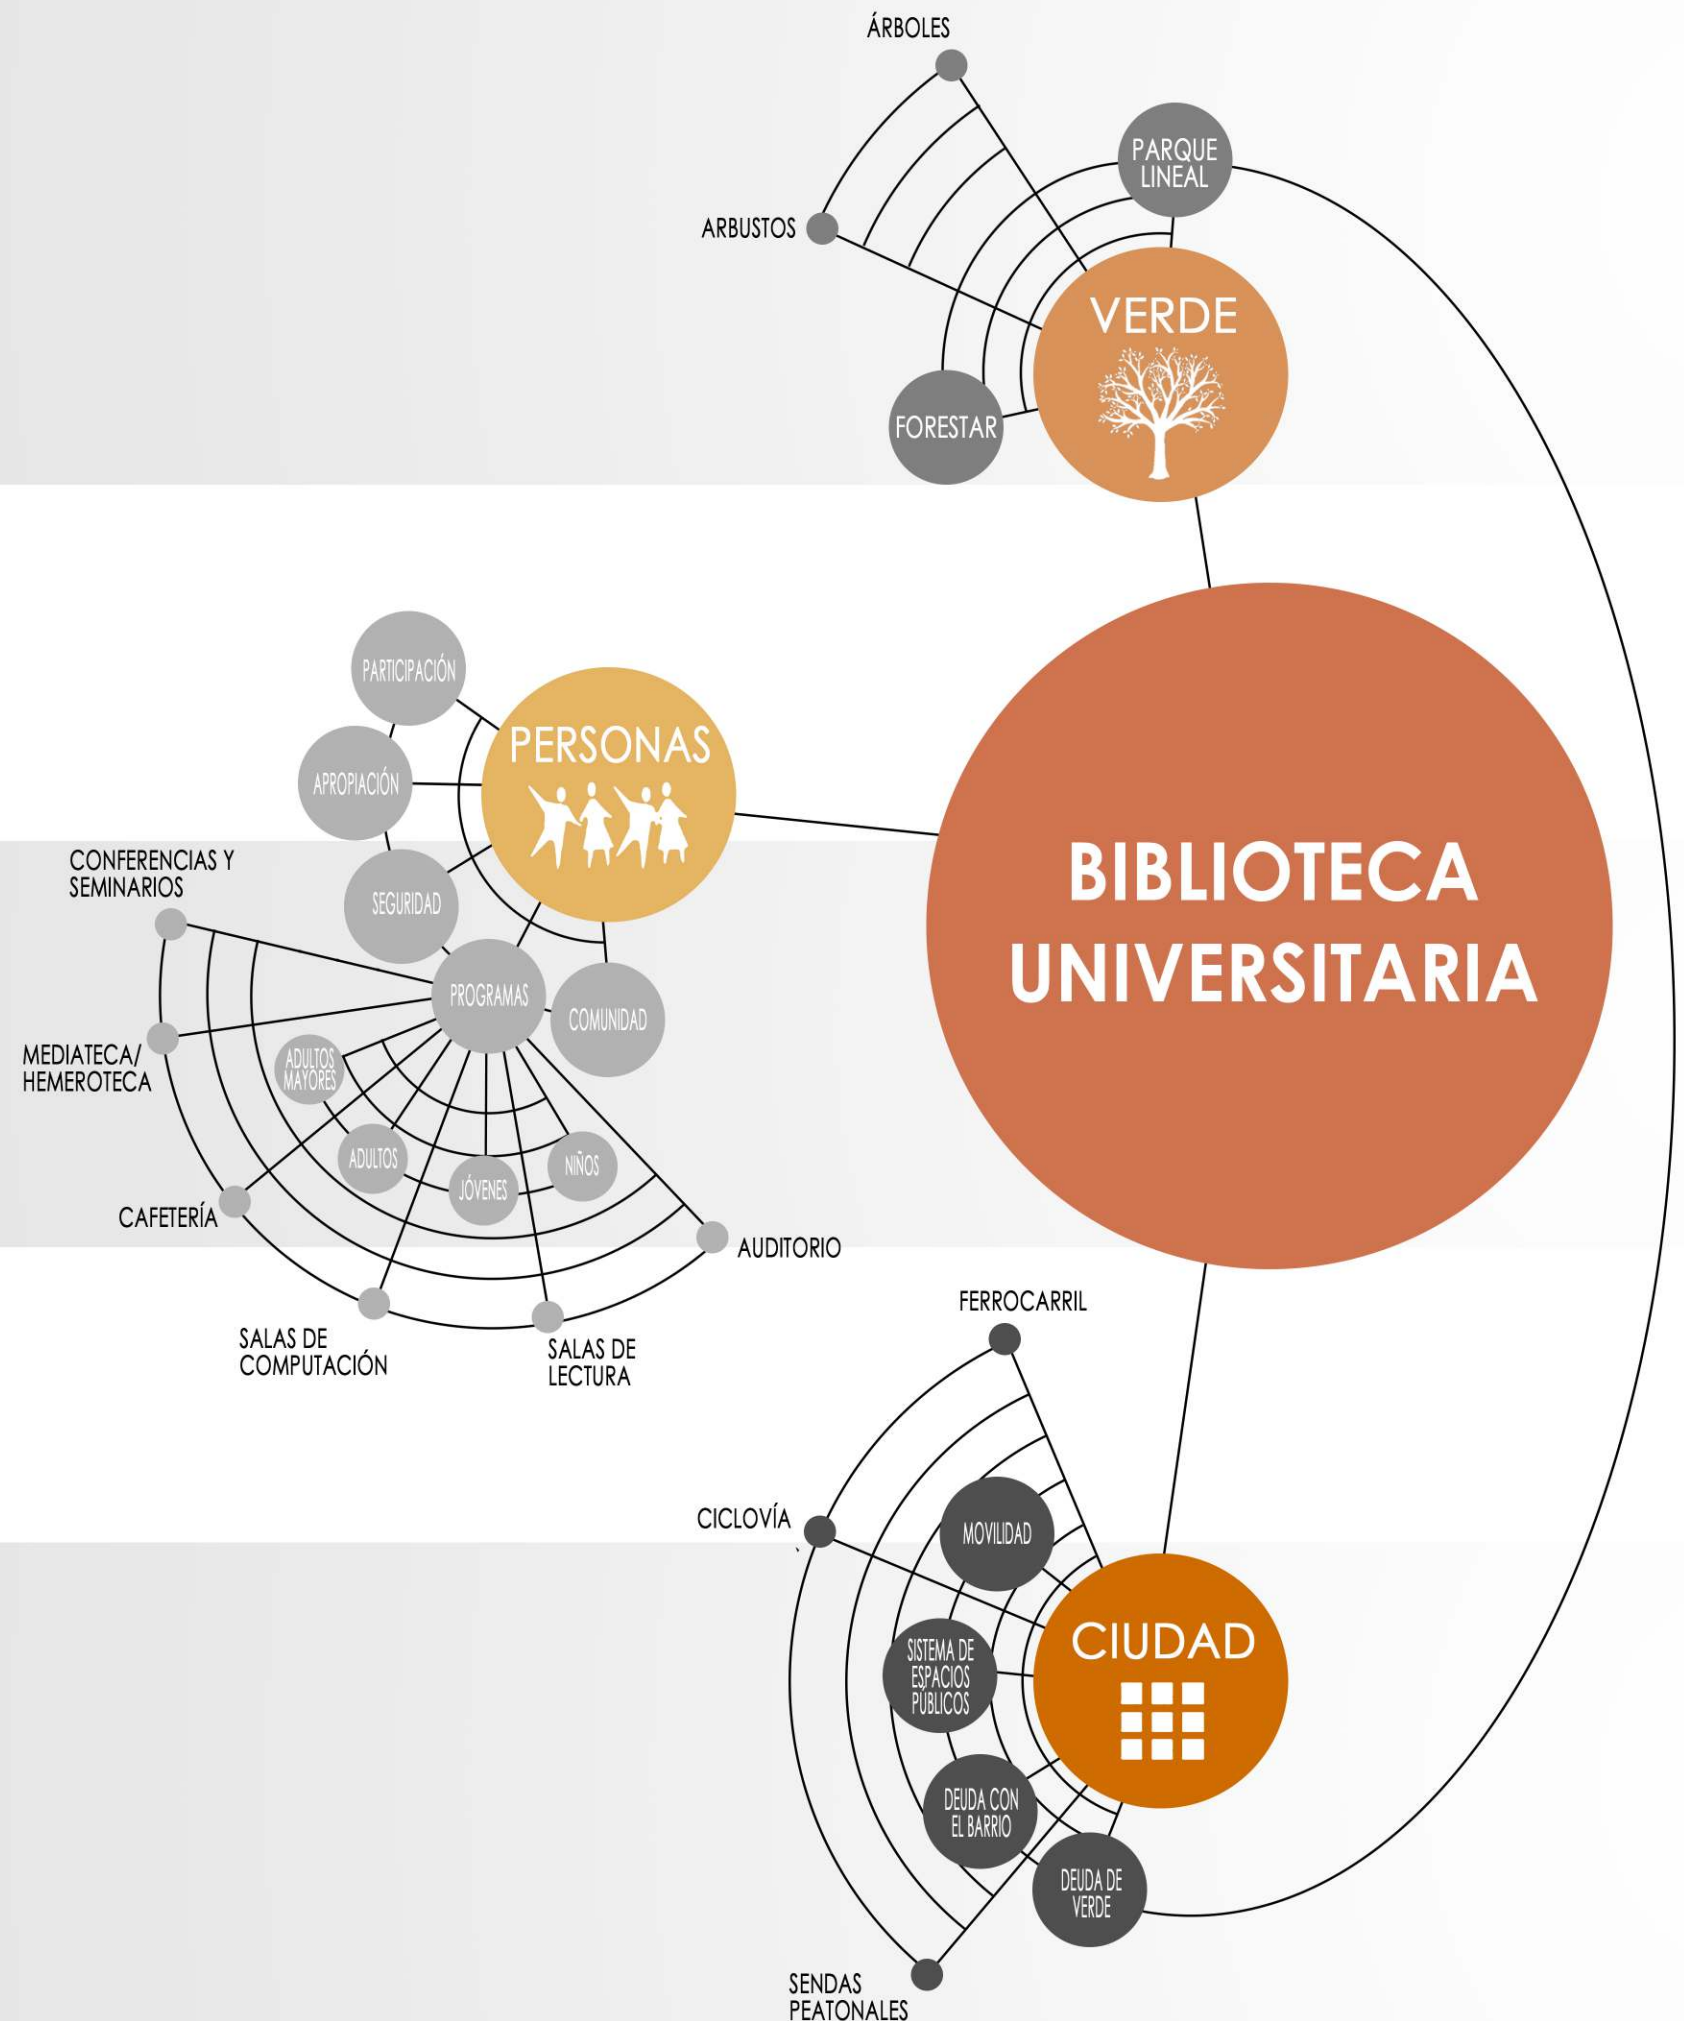 ÁRBOLES
PARQUE
LINEAL
ARBUSTOS
VERDE
FORESTAR
PARTICIPACIÓN
PERSONAS
APROPIACIÓN
CONFERENCIAS Y
SEMINARIOS
SEGURIDAD
BIBLIOTECA
UNIVERSITARIA
PROGRAMAS
COMUNIDAD
MEDIATECA/
HEMEROTECA
ADULTOS
MAYORES
ADULTOS
JÓVENES
NIÑOS
CAFETERÍA
AUDITORIO
SALAS DE
COMPUTACIÓN
SALAS DE
LECTURA
FERROCARRIL
CICLOVÍA
MOVILIDAD
SISTEMA DE
ESPACIOS
PÚBLICOS
CIUDAD
DEUDA CON
EL BARRIO
DEUDA DE
VERDE
SENDAS
PEATONALES